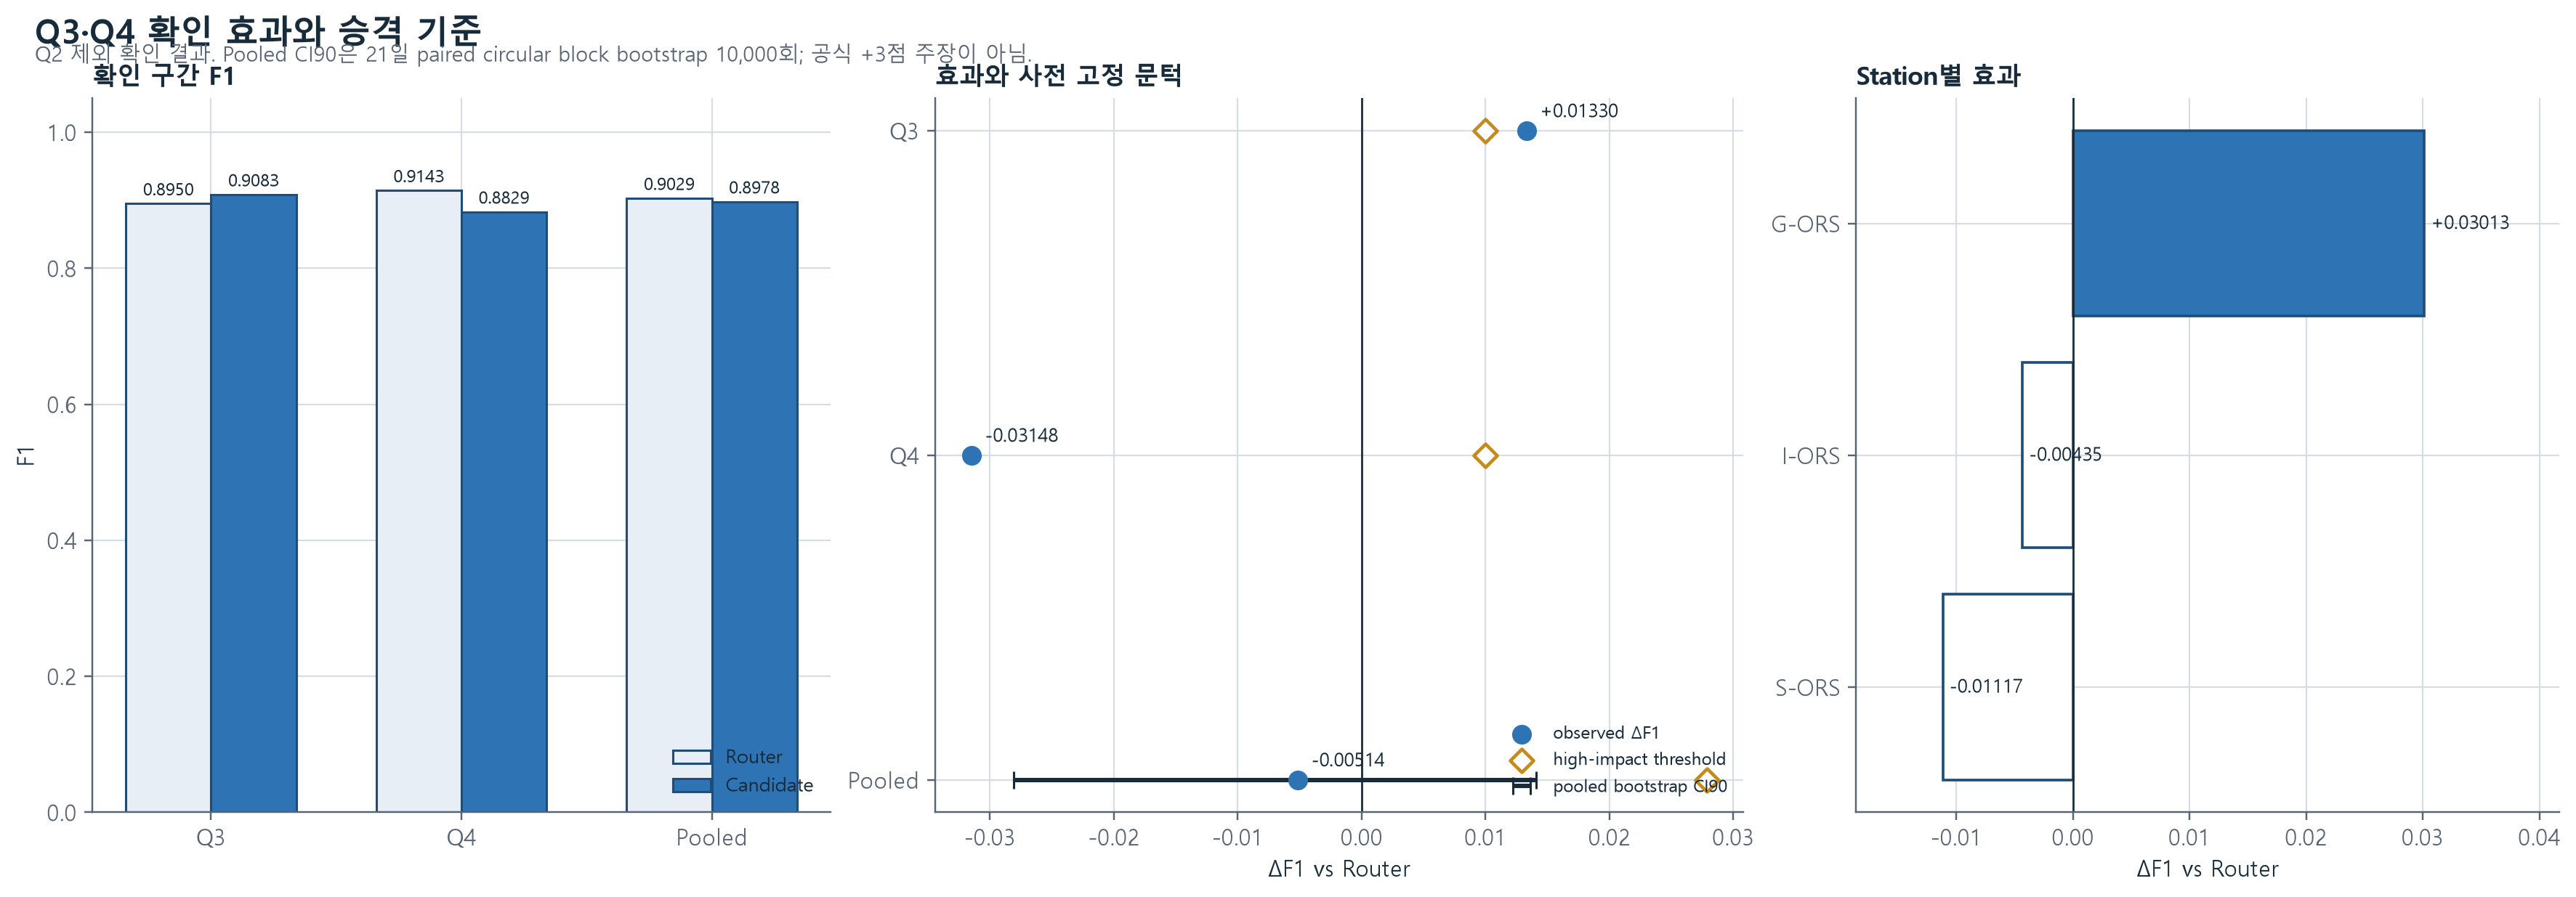 Q3·Q4 확인 효과와 승격 기준
Q2 제외 확인 결과. Pooled CI90은 21일 paired circular block bootstrap 10,000회; 공식 +3점 주장이 아님.
확인 구간 F1
F1
1.0
0.8
0.6
0.4
0.2
0.0
0.8950
0.9083
0.9143
0.8829
0.9029
0.8978
Router
Candidate
Q3
Q4
Pooled
효과와 사전 고정 문턱
Q3
Q4
Pooled
+0.01330
-0.03148
-0.00514
observed ΔF1
high-impact threshold
pooled bootstrap CI90
-0.03
-0.02
-0.01
0.00
0.01
0.02
0.03
ΔF1 vs Router
Station별 효과
G-ORS
I-ORS
S-ORS
+0.03013
-0.00435
-0.01117
-0.01
0.00
0.01
0.02
0.03
0.04
ΔF1 vs Router